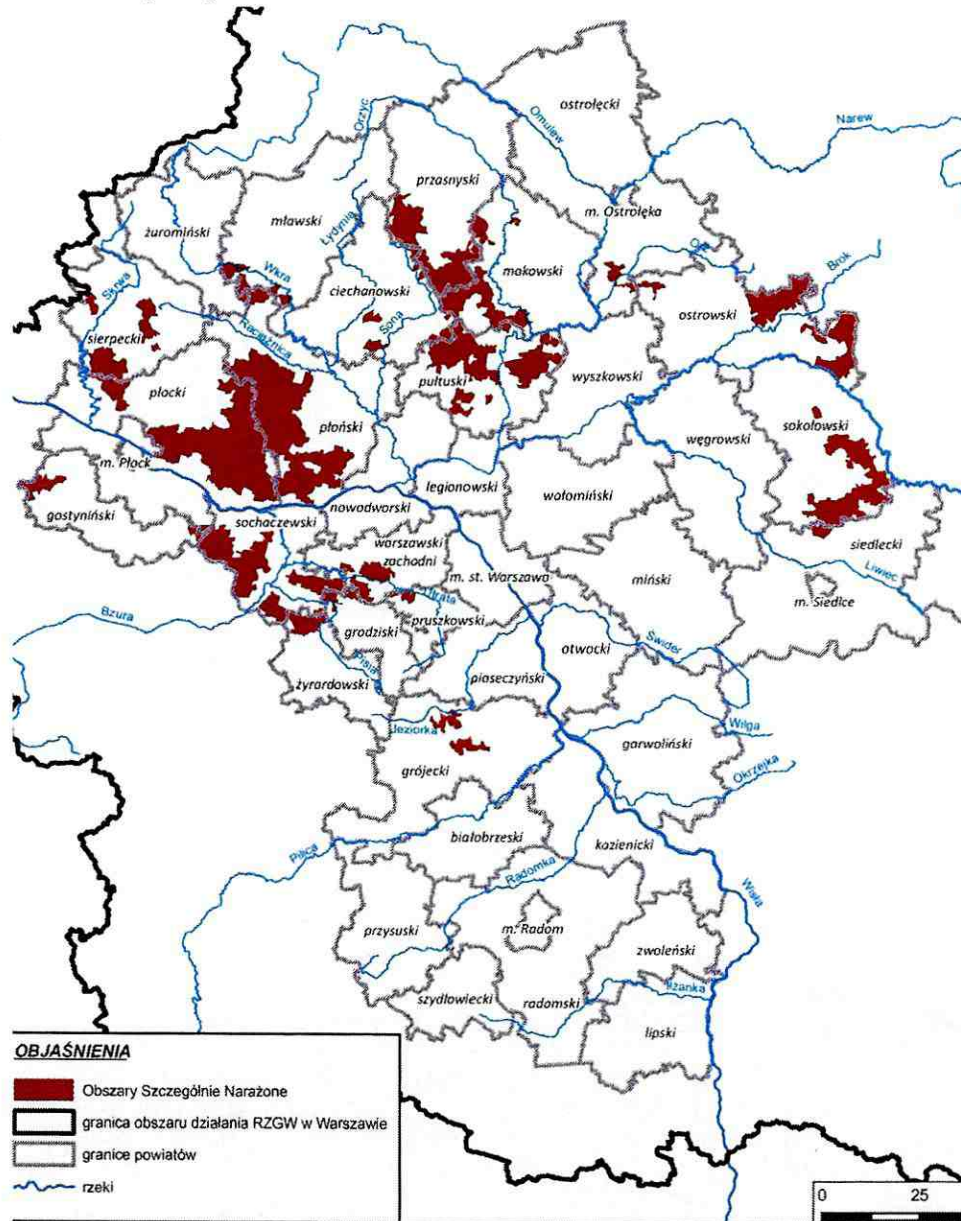 ostrołęcki
Omulew
Narew
Orzyc
przasnyski
m. Ostrołęka
żuromiński
mławski
Łydynia
makowski
Wkra
ciechanowski
Brok
Skrwa
Sona
ostrowski
Raciążnica
sierpecki
pułtuski
wyszkowski
płocki
płoński
węgrowski
sokołowski
m. Płock
legionowski
wołomiński
gostyniński
nowodworski
sochaczewski
siedlecki
warszawski
zachodni
m. st. Warszawa
miński
Liwiec
m. Siedlce
Bzura
Utrata
pruszkowski
grodziski
otwocki
Świder
Pisia
żyrardowski
piaseczyński
Jeziorka
Wilga
garwoliński
grójecki
Okrzejka
białobrzeski
kozienicki
Pilica
Radomka
Wisła
przysuski
m. Radom
zwoleński
szydłowiecki
radomski
Iłżanka
lipski
OBJAŚNIENIA
Obszary Szczególnie Narażone
granica obszaru działania RZGW w Warszawie
granice powiatów
rzeki
0 25